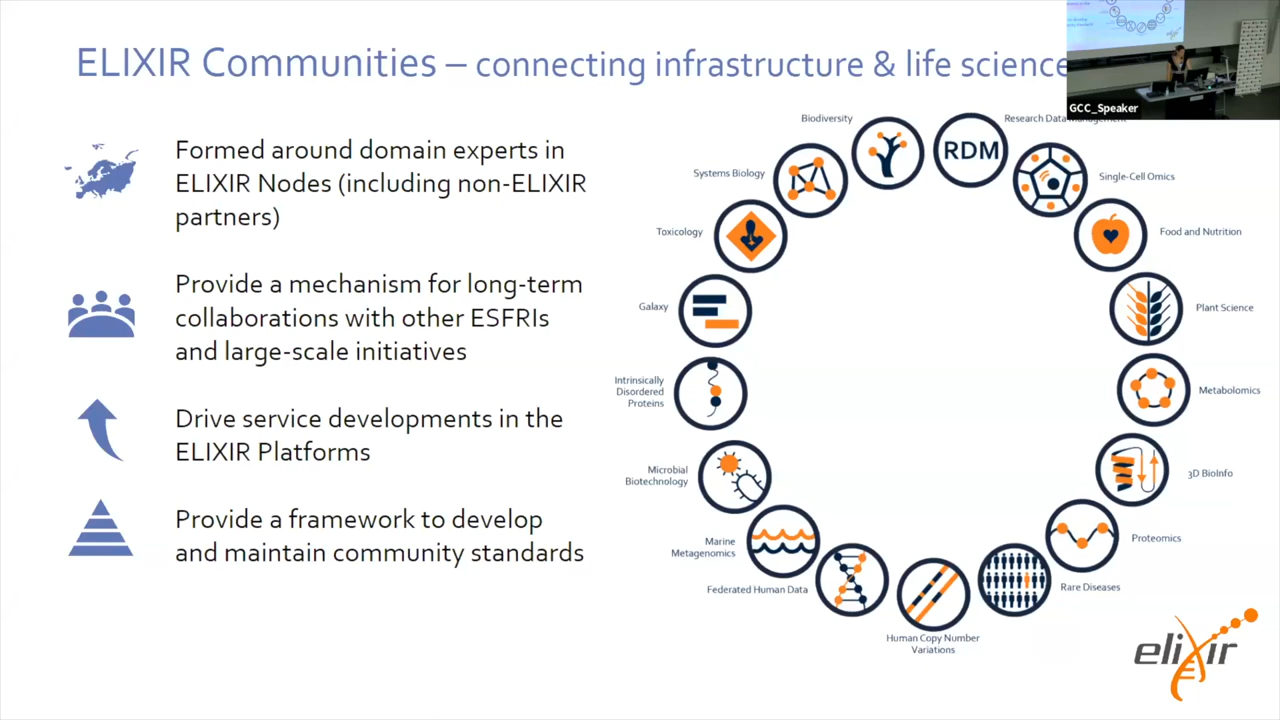 ELIXIR Communities – connecting infrastructure & life science
GCC_Speaker
Formed around domain experts in
ELIXIR Nodes (including non-ELIXIR
partners)
Provide a mechanism for long-term
collaborations with other ESFRIs
and large-scale initiatives
Drive service developments in the
ELIXIR Platforms
Provide a framework to develop
and maintain community standards
Biodiversity
Research Data Management
RDM
Systems Biology
Single-Cell Omics
Toxicology
Food and Nutrition
Galaxy
Plant Science
Intrinsically
Disordered
Proteins
Metabolomics
Microbial
Biotechnology
3D BioInfo
Marine
Metagenomics
Proteomics
Federated Human Data
Rare Diseases
Human Copy Number
Variations
elixir